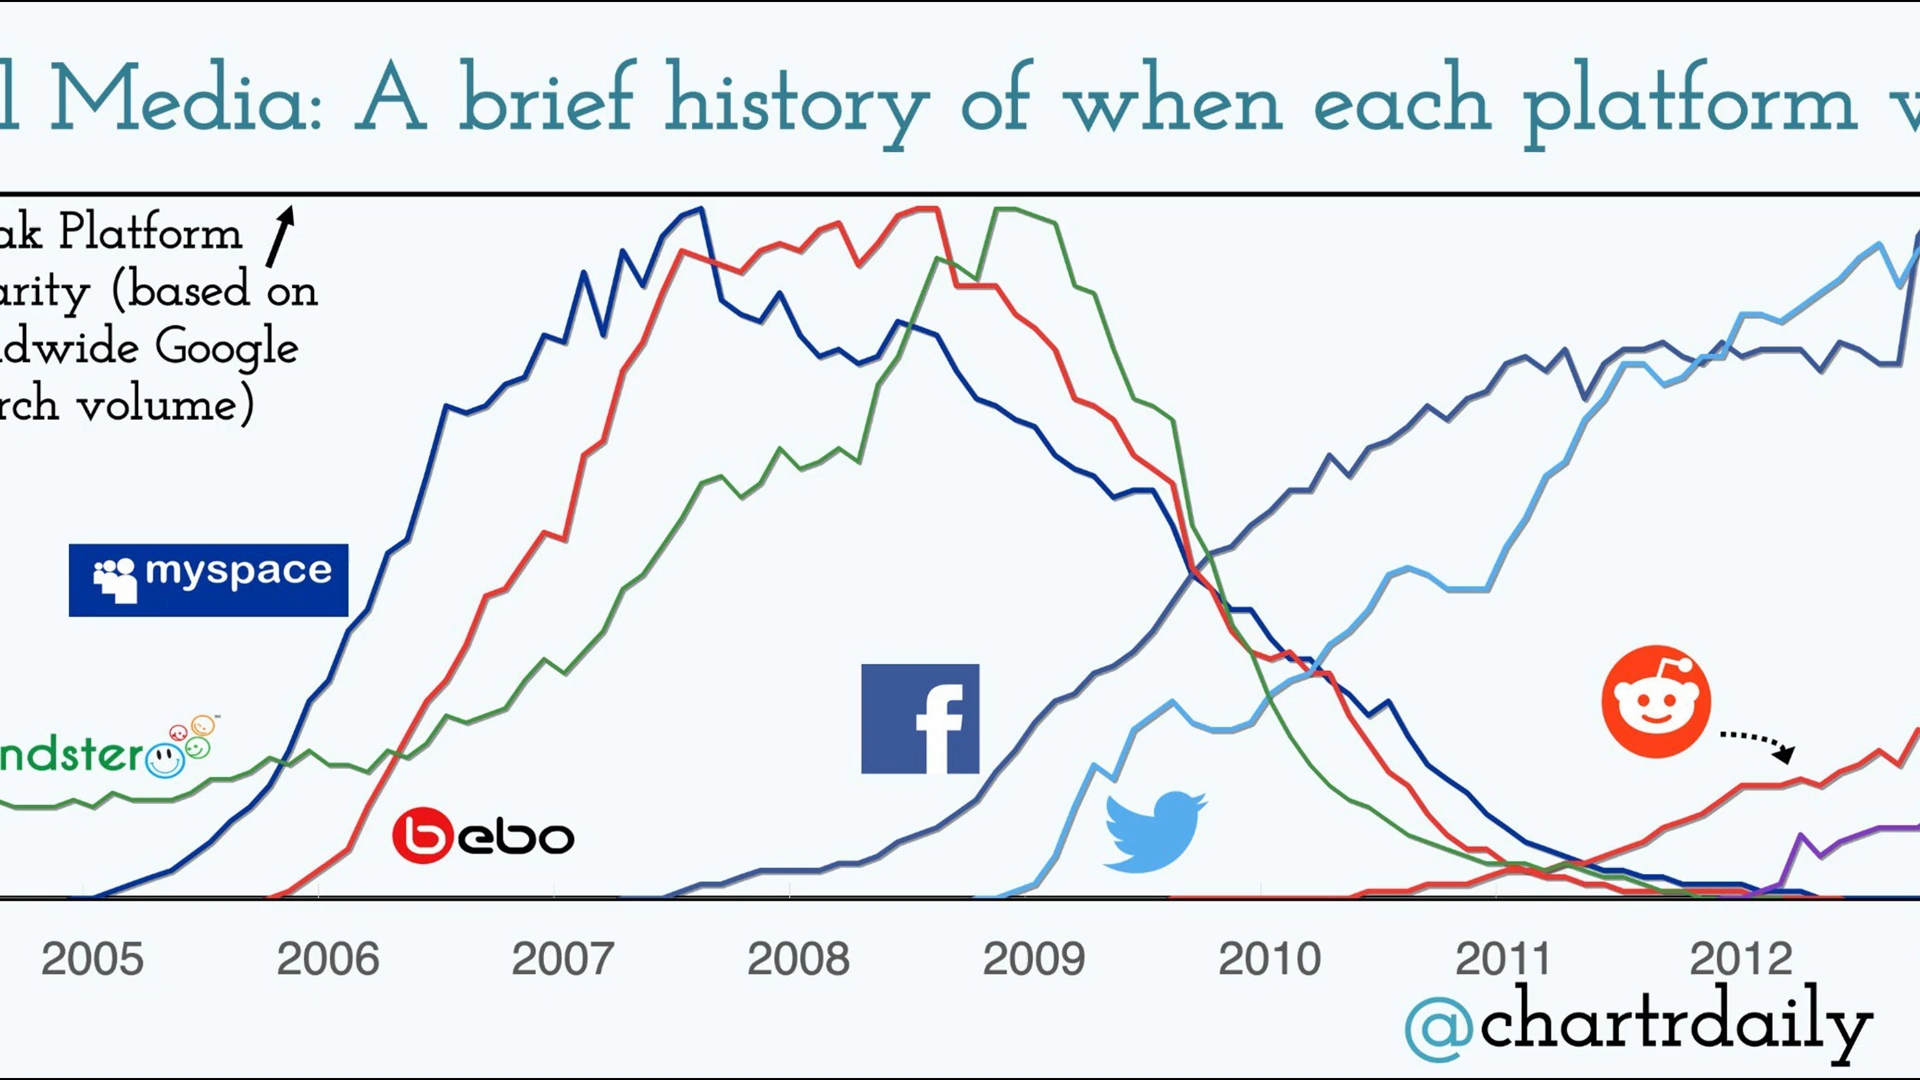 l Media: A brief history of when each platform w
ak Platform
arity (based on
ldwide Google
rch volume)
myspace
ndster
bebo
2005 2006 2007 2008 2009 2010 2011 2012
@chartrdaily